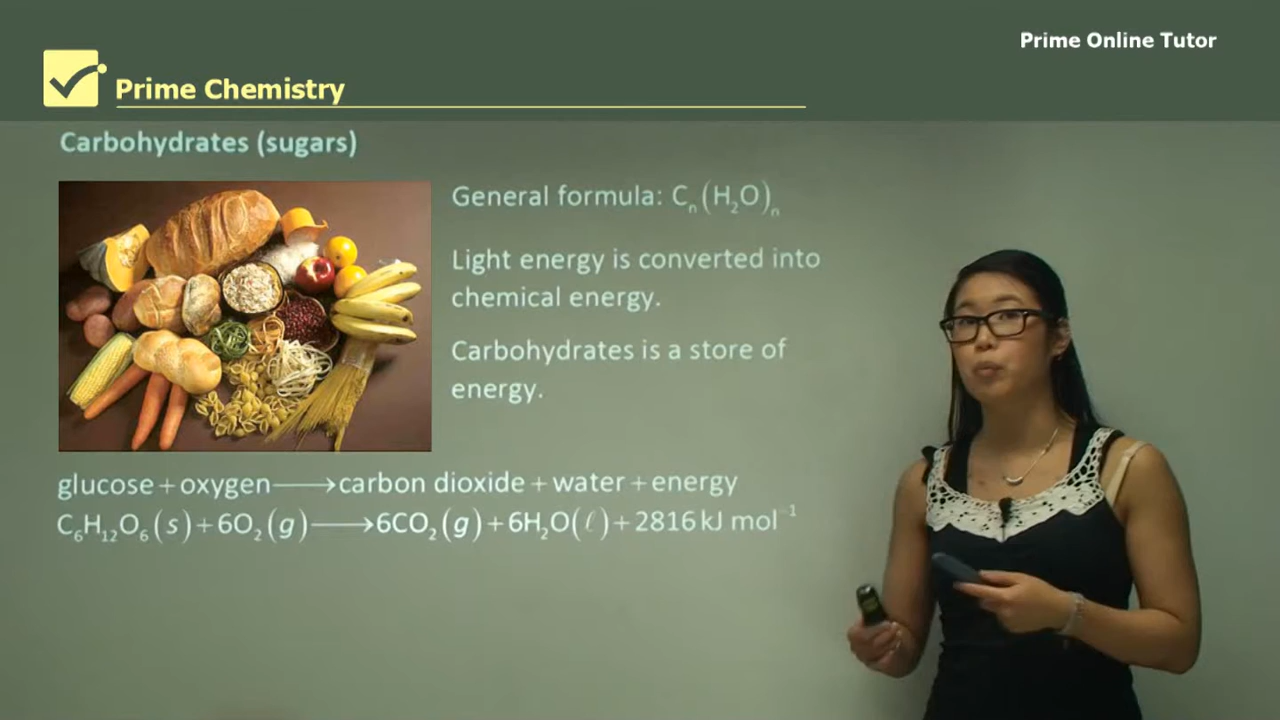 Prime Online Tutor
Prime Chemistry
Carbohydrates (sugars)
General formula: Cₙ(H₂O)ₙ
Light energy is converted into
chemical energy.
Carbohydrates is a store of
energy.
glucose + oxygen ⟶ carbon dioxide + water + energy
C₆H₁₂O₆(s) + 6O₂(g) ⟶ 6CO₂(g) + 6H₂O(ℓ) + 2816 kJ mol⁻¹